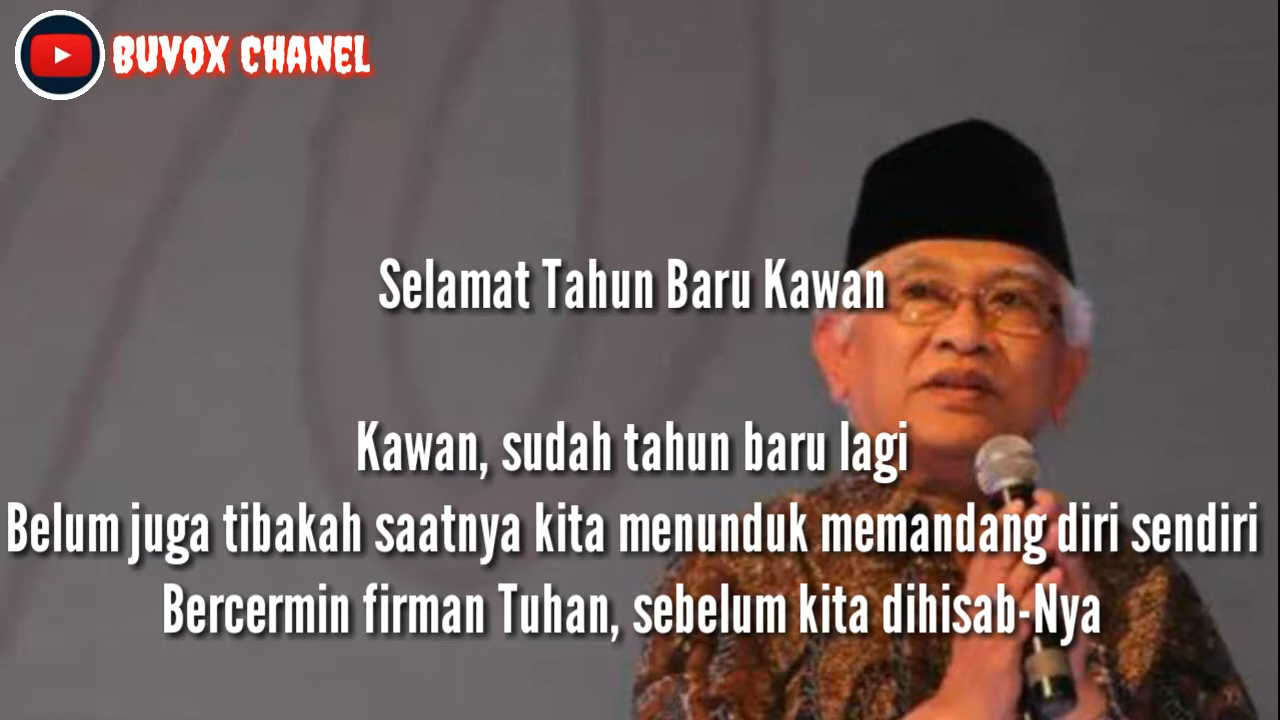 BUVOX CHANEL
Selamat Tahun Baru Kawan
Kawan, sudah tahun baru lagi
Belum juga tibakah saatnya kita menunduk memandang diri sendiri
Bercermin firman Tuhan, sebelum kita dihisab-Nya